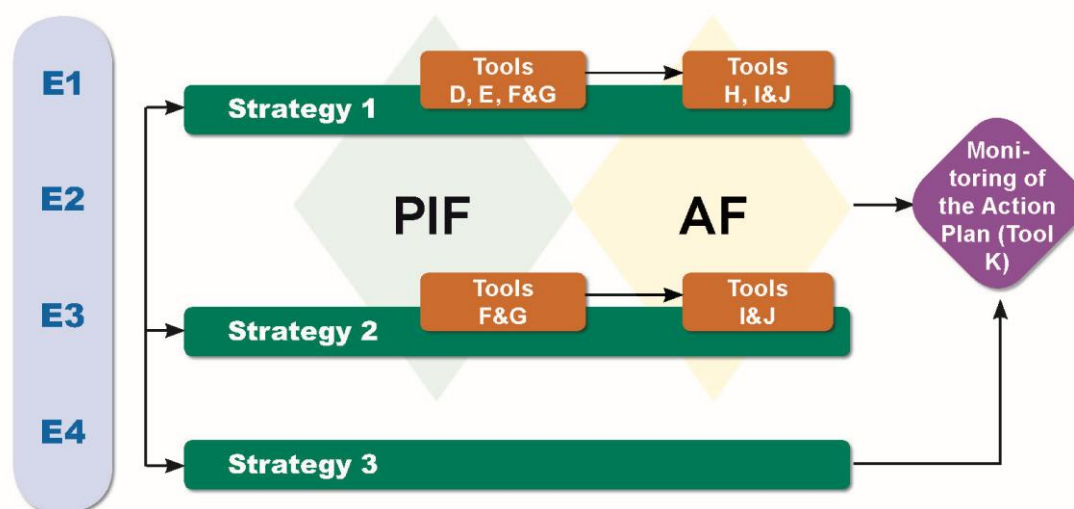 E1
E2
E3
E4
Tools
D, E, F&G
Tools
H, I&J
Strategy 1
PIF
AF
Moni-
toring of
the Action
Plan (Tool
K)
Tools
F&G
Tools
I&J
Strategy 2
Strategy 3